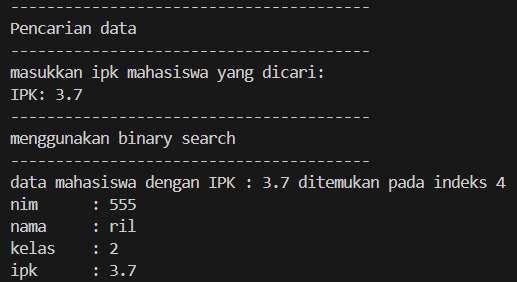 ----------------------------------------
Pencarian data
----------------------------------------
masukkan ipk mahasiswa yang dicari:
IPK: 3.7
----------------------------------------
menggunakan binary search
----------------------------------------
data mahasiswa dengan IPK : 3.7 ditemukan pada indeks 4
nim      : 555
nama     : ril
kelas    : 2
ipk      : 3.7